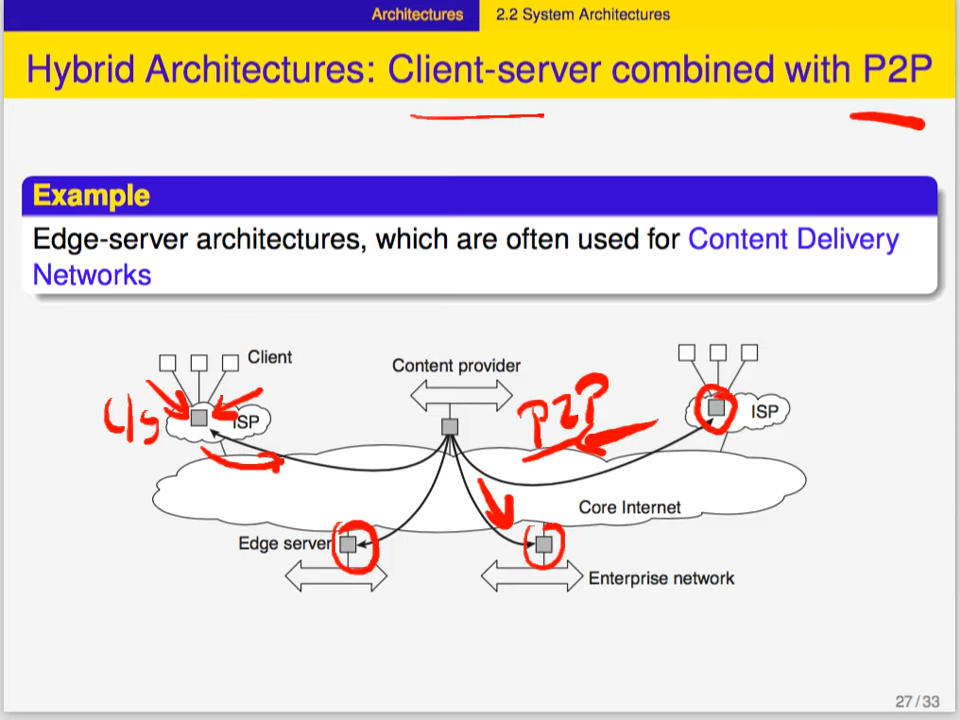 Architectures 2.2 System Architectures
Hybrid Architectures: Client-server combined with P2P
Example
Edge-server architectures, which are often used for Content Delivery
Networks
Client
Content provider
P2P
ISP
ISP
Core Internet
Edge server
Enterprise network
27 / 33